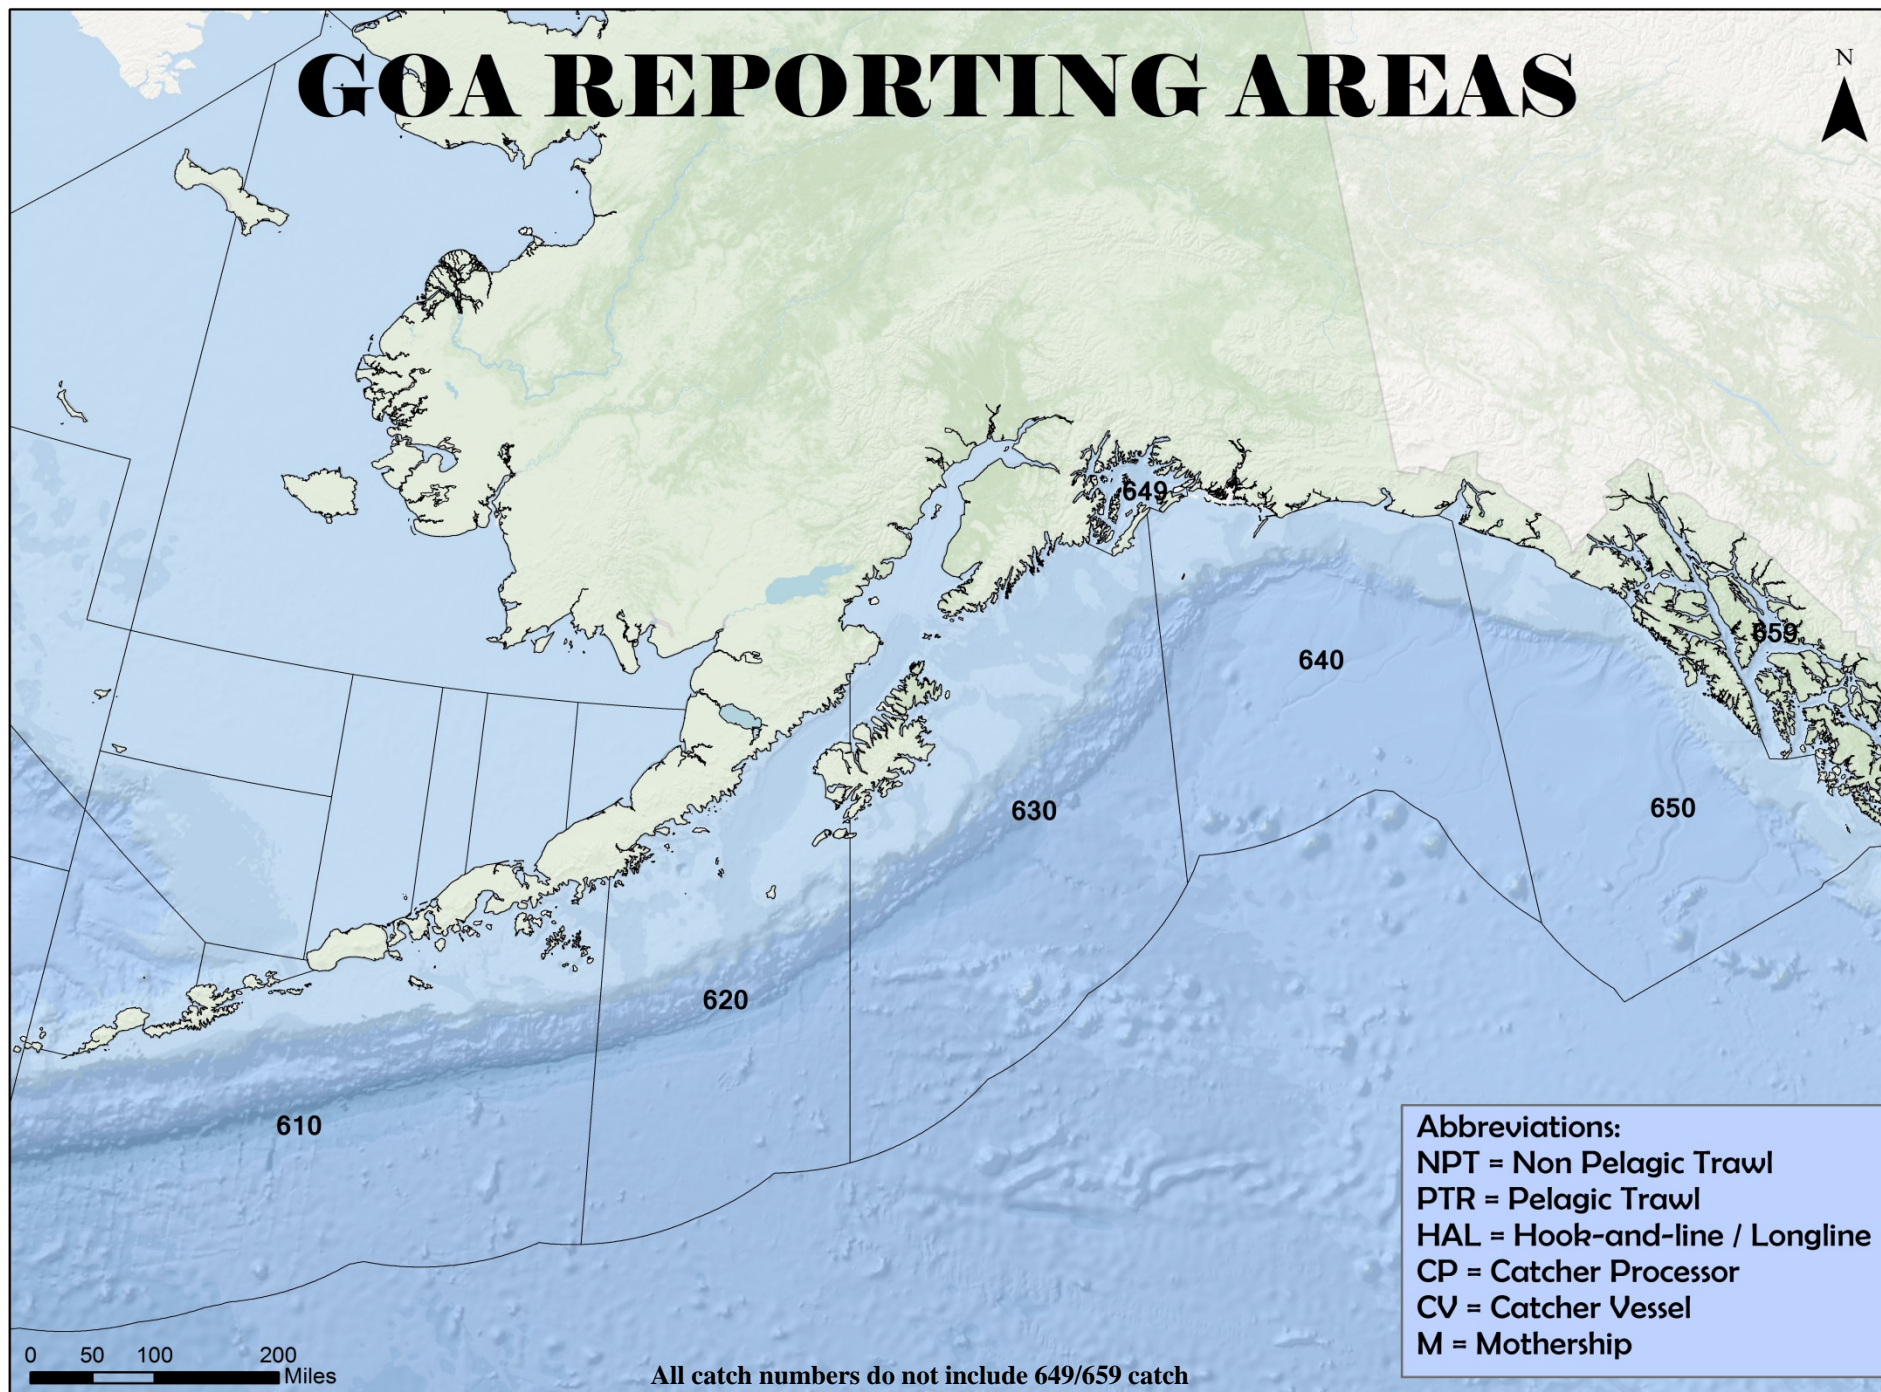 GOA REPORTING AREAS
N
649
659
640
650
630
620
610
Abbreviations:
NPT = Non Pelagic Trawl
PTR = Pelagic Trawl
HAL = Hook-and-line / Longline
CP = Catcher Processor
CV = Catcher Vessel
M = Mothership
0 50 100 200
Miles
All catch numbers do not include 649/659 catch